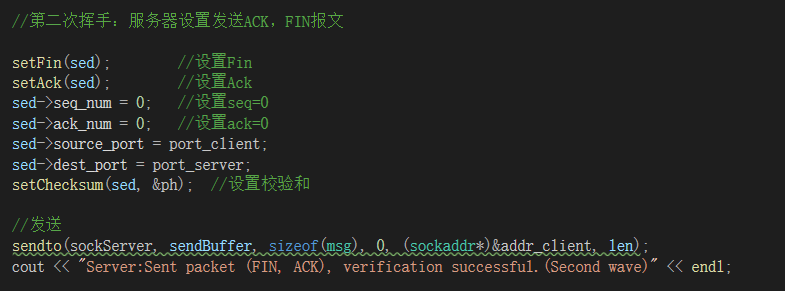 //第二次挥手：服务器设置发送ACK，FIN报文
setFin(sed);        //设置Fin
setAck(sed);        //设置Ack
sed->seq_num = 0;   //设置seq=0
sed->ack_num = 0;   //设置ack=0
sed->source_port = port_client;
sed->dest_port = port_server;
setChecksum(sed, &ph);  //设置校验和
//发送
sendto(sockServer, sendBuffer, sizeof(msg), 0, (sockaddr*)&addr_client, len);
cout << "Server:Sent packet (FIN, ACK), verification successful.(Second wave)" << endl;